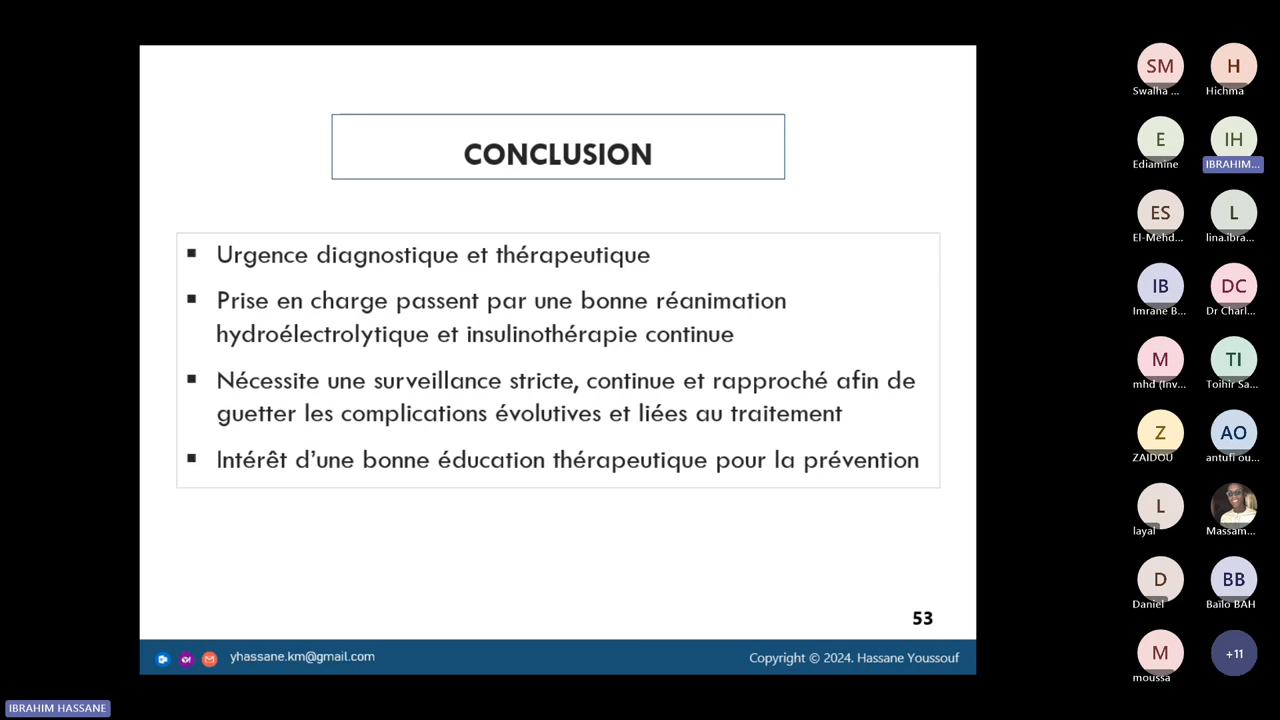 CONCLUSION
▪ Urgence diagnostique et thérapeutique
▪ Prise en charge passent par une bonne réanimation
hydroélectrolytique et insulinothérapie continue
▪ Nécessite une surveillance stricte, continue et rapproché afin de
guetter les complications évolutives et liées au traitement
▪ Intérêt d’une bonne éducation thérapeutique pour la prévention
53
yhassane.km@gmail.com
Copyright © 2024. Hassane Youssouf
IBRAHIM HASSANE
SM H
Swalha ... Hichma
E IH
Ediamine IBRAHIM...
ES L
El-Mehd... lina.ibra...
IB DC
Imrane B... Dr Charl...
M TI
mhd (Inv... Toihir Sa...
Z AO
ZAIDOU antufi ou...
L
layal Massam...
D BB
Daniel Baïlo BAH
M +11
moussa